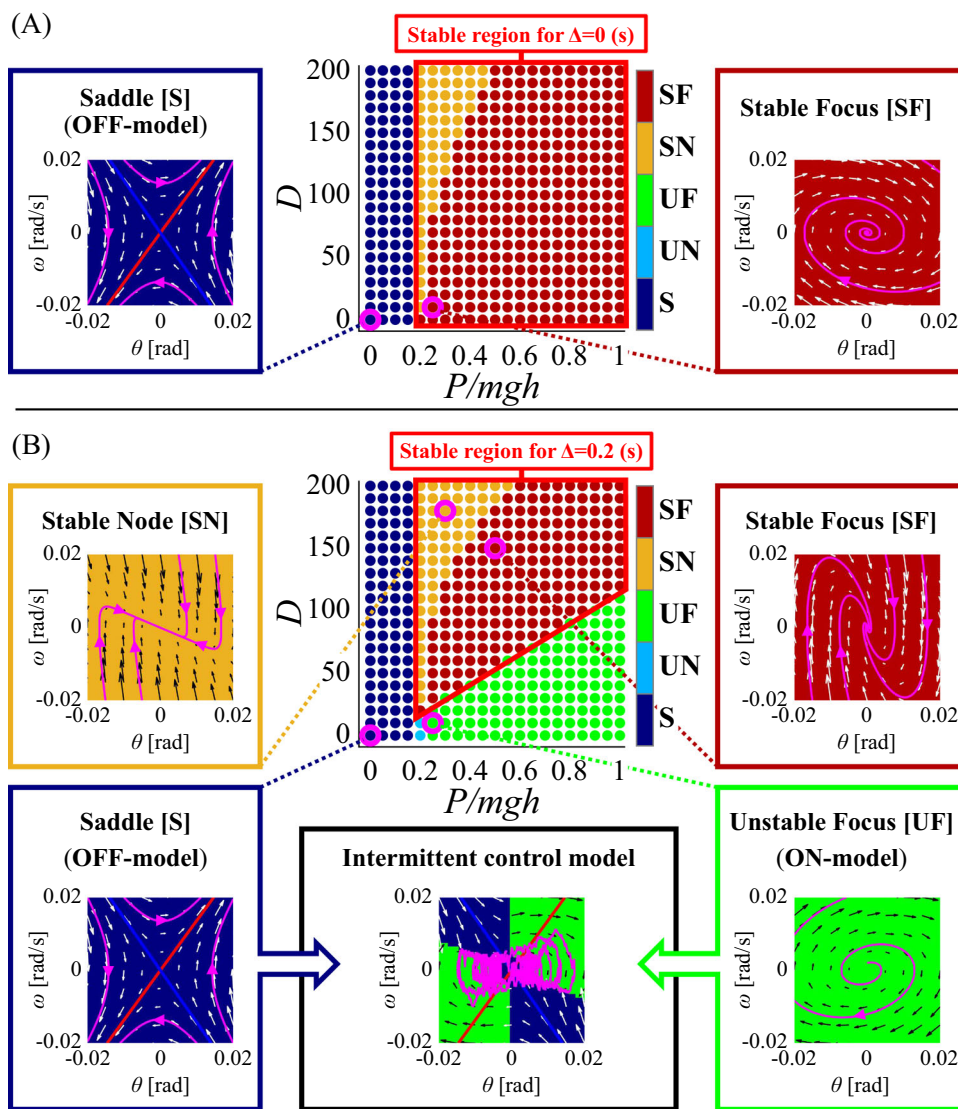 (A)
Stable region for Δ=0 (s)
Saddle [S]
(OFF-model)
0.02
0
-0.02
ω [rad/s]
-0.02 0 0.02
θ [rad]
200
150
100
50
0
D
0 0.2 0.4 0.6 0.8 1
P/mgh
SF
SN
UF
UN
S
Stable Focus [SF]
0.02
0
-0.02
ω [rad/s]
-0.02 0 0.02
θ [rad]
(B)
Stable region for Δ=0.2 (s)
Stable Node [SN]
0.02
0
-0.02
ω [rad/s]
-0.02 0 0.02
θ [rad]
200
150
100
50
0
D
0 0.2 0.4 0.6 0.8 1
P/mgh
SF
SN
UF
UN
S
Stable Focus [SF]
0.02
0
-0.02
ω [rad/s]
-0.02 0 0.02
θ [rad]
Saddle [S]
(OFF-model)
0.02
0
-0.02
ω [rad/s]
-0.02 0 0.02
θ [rad]
Intermittent control model
0.02
0
-0.02
ω [rad/s]
-0.02 0 0.02
θ [rad]
Unstable Focus [UF]
(ON-model)
0.02
0
-0.02
ω [rad/s]
-0.02 0 0.02
θ [rad]